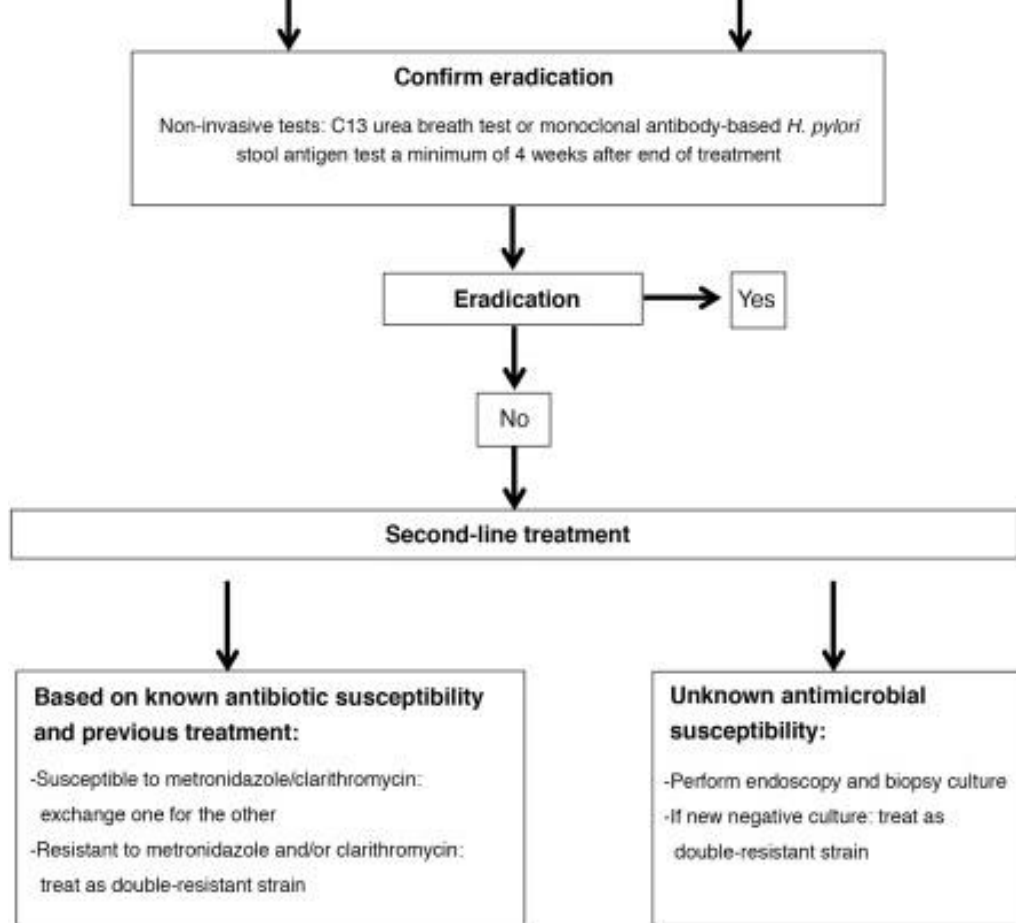 Confirm eradication
Non-invasive tests: C13 urea breath test or monoclonal antibody-based H. pylori
stool antigen test a minimum of 4 weeks after end of treatment
Eradication
Yes
No
Second-line treatment
Based on known antibiotic susceptibility
and previous treatment:
-Susceptible to metronidazole/clarithromycin:
exchange one for the other
-Resistant to metronidazole and/or clarithromycin:
treat as double-resistant strain
Unknown antimicrobial
susceptibility:
-Perform endoscopy and biopsy culture
-If new negative culture: treat as
double-resistant strain